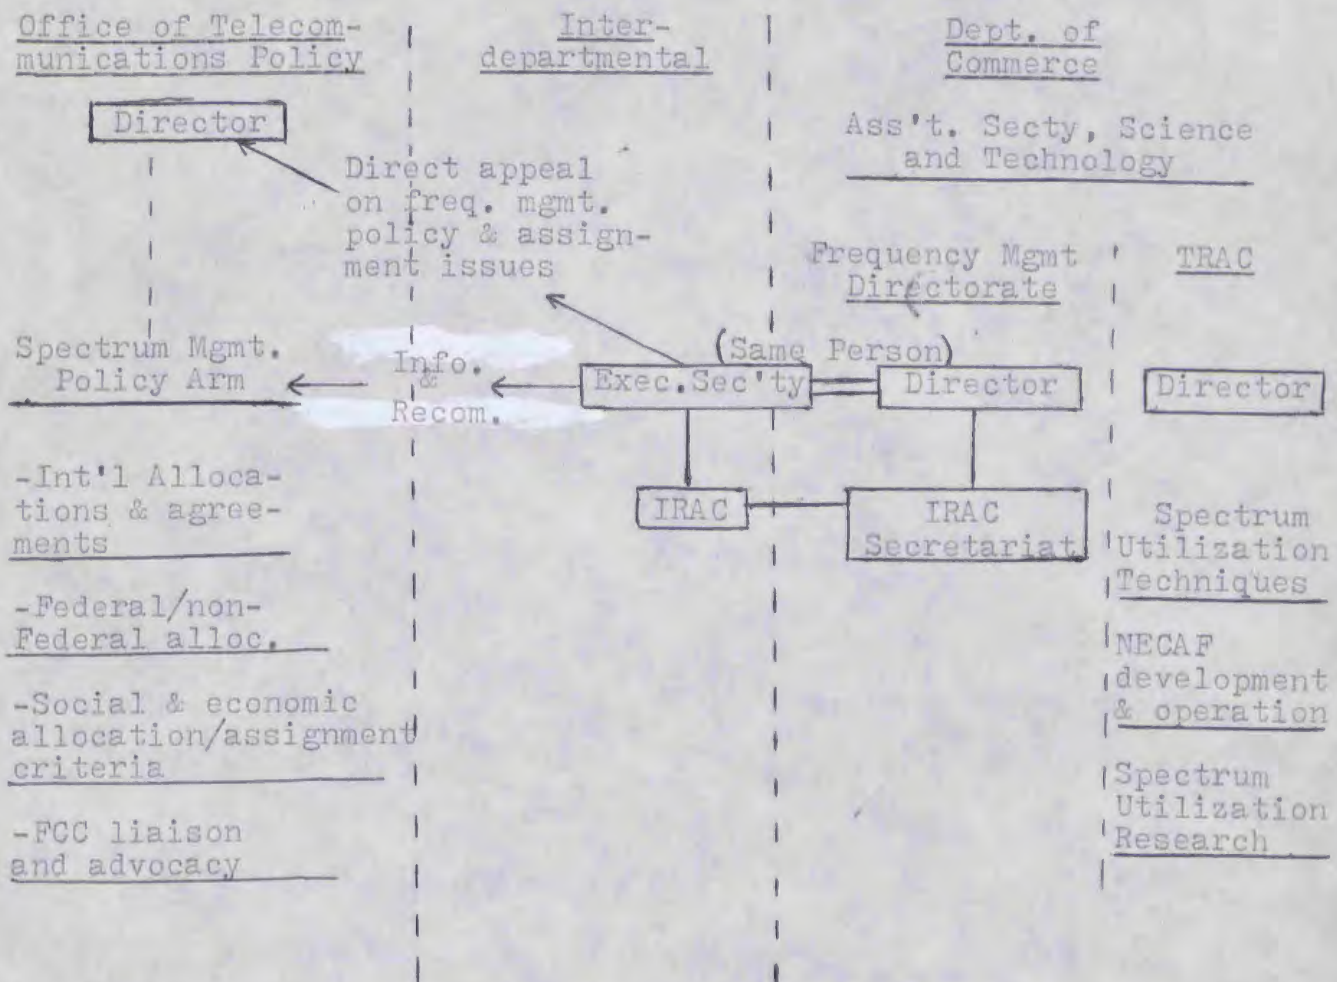 Office of Telecom-
munications Policy
Director
Spectrum Mgmt.
Policy Arm
-Int'l Alloca-
tions & agree-
ments
-Federal/non-
Federal alloc.
-Social & economic
allocation/assignment
criteria
-FCC liaison
and advocacy
Inter-
departmental
Direct appeal
on freq. mgmt.
policy & assign-
ment issues
Info.
&
Recom.
Exec.Sec'ty
IRAC
(Same Person)
Dept. of
Commerce
Ass't. Secty, Science
and Technology
Frequency Mgmt
Directorate
Director
IRAC
Secretariat
TRAC
Director
Spectrum
Utilization
Techniques
NECAF
development
& operation
Spectrum
Utilization
Research